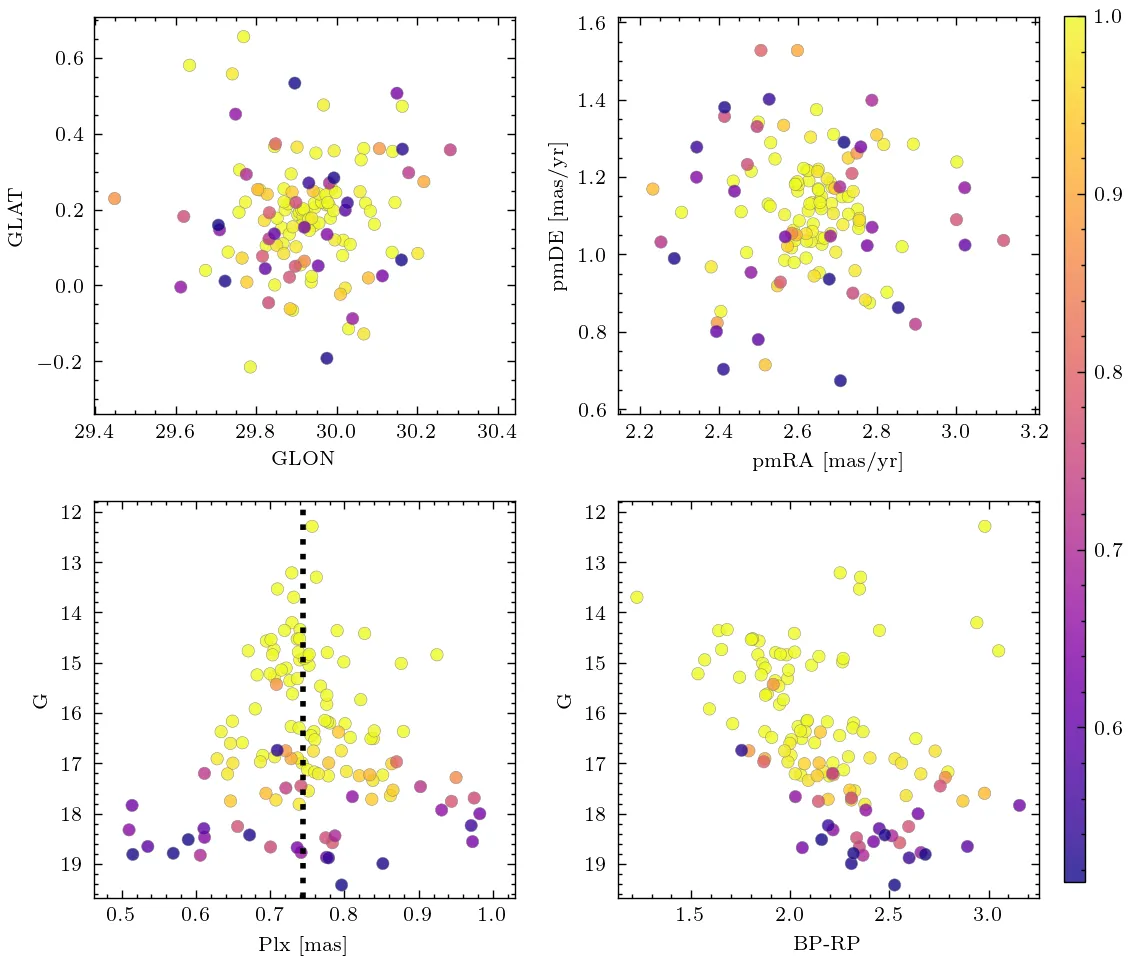 0.6
0.4
0.2
0.0
−0.2
GLAT
29.4 29.6 29.8 30.0 30.2 30.4
GLON
1.6
1.4
1.2
1.0
0.8
0.6
pmDE [mas/yr]
2.2 2.4 2.6 2.8 3.0 3.2
pmRA [mas/yr]
12
13
14
15
16
17
18
19
G
0.5 0.6 0.7 0.8 0.9 1.0
Plx [mas]
12
13
14
15
16
17
18
19
G
1.5 2.0 2.5 3.0
BP-RP
1.0
0.9
0.8
0.7
0.6